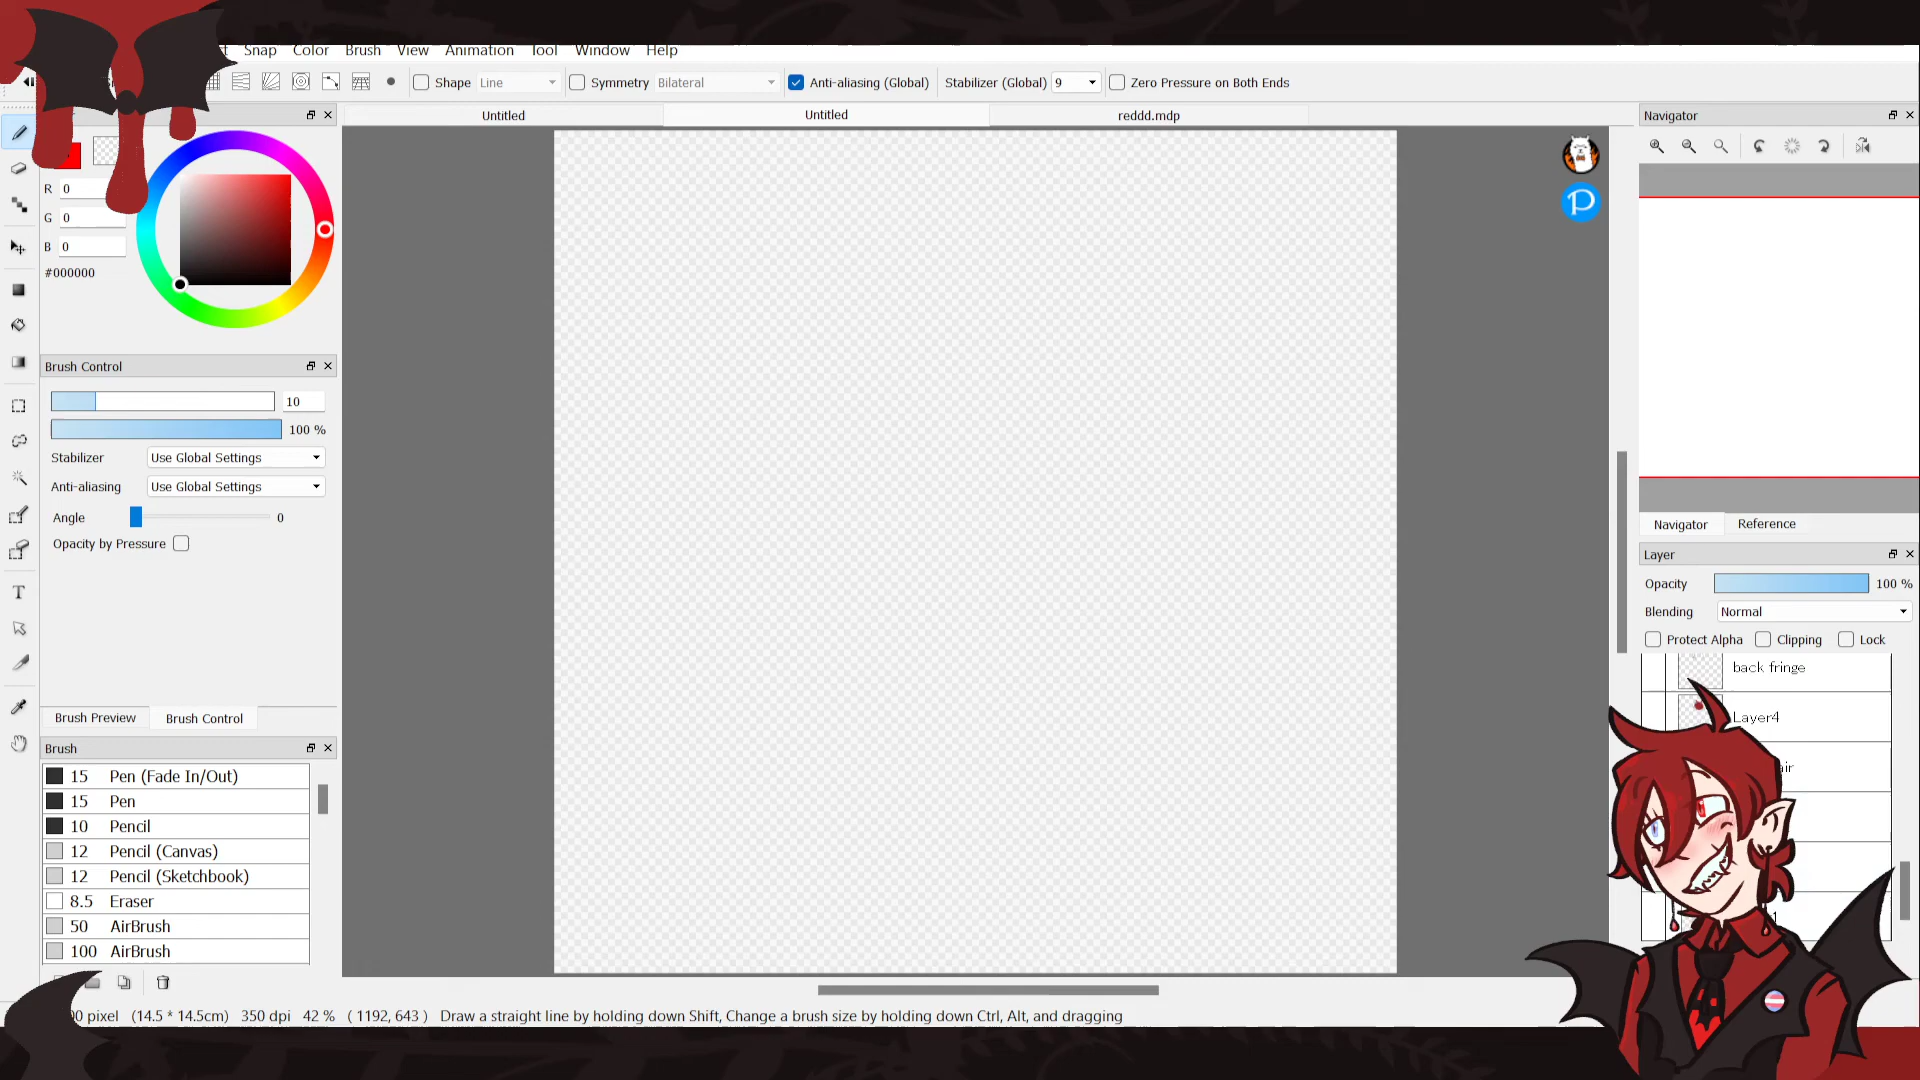 Snap Color Brush View Animation Tool Window Help
Shape Line Symmetry Bilateral Anti-aliasing (Global) Stabilizer (Global) 9 Zero Pressure on Both Ends
Untitled Untitled reddd.mdp
Navigator
R 0
G 0
B 0
#000000
Brush Control
10
100 %
Stabilizer Use Global Settings
Anti-aliasing Use Global Settings
Angle 0
Opacity by Pressure
Navigator Reference
Layer
Opacity 100 %
Blending Normal
Protect Alpha Clipping Lock
back fringe
Layer4
Brush Preview Brush Control
Brush
15 Pen (Fade In/Out)
15 Pen
10 Pencil
12 Pencil (Canvas)
12 Pencil (Sketchbook)
8.5 Eraser
50 AirBrush
100 AirBrush
pixel (14.5 * 14.5cm) 350 dpi 42 % ( 1192, 643 ) Draw a straight line by holding down Shift, Change a brush size by holding down Ctrl, Alt, and dragging